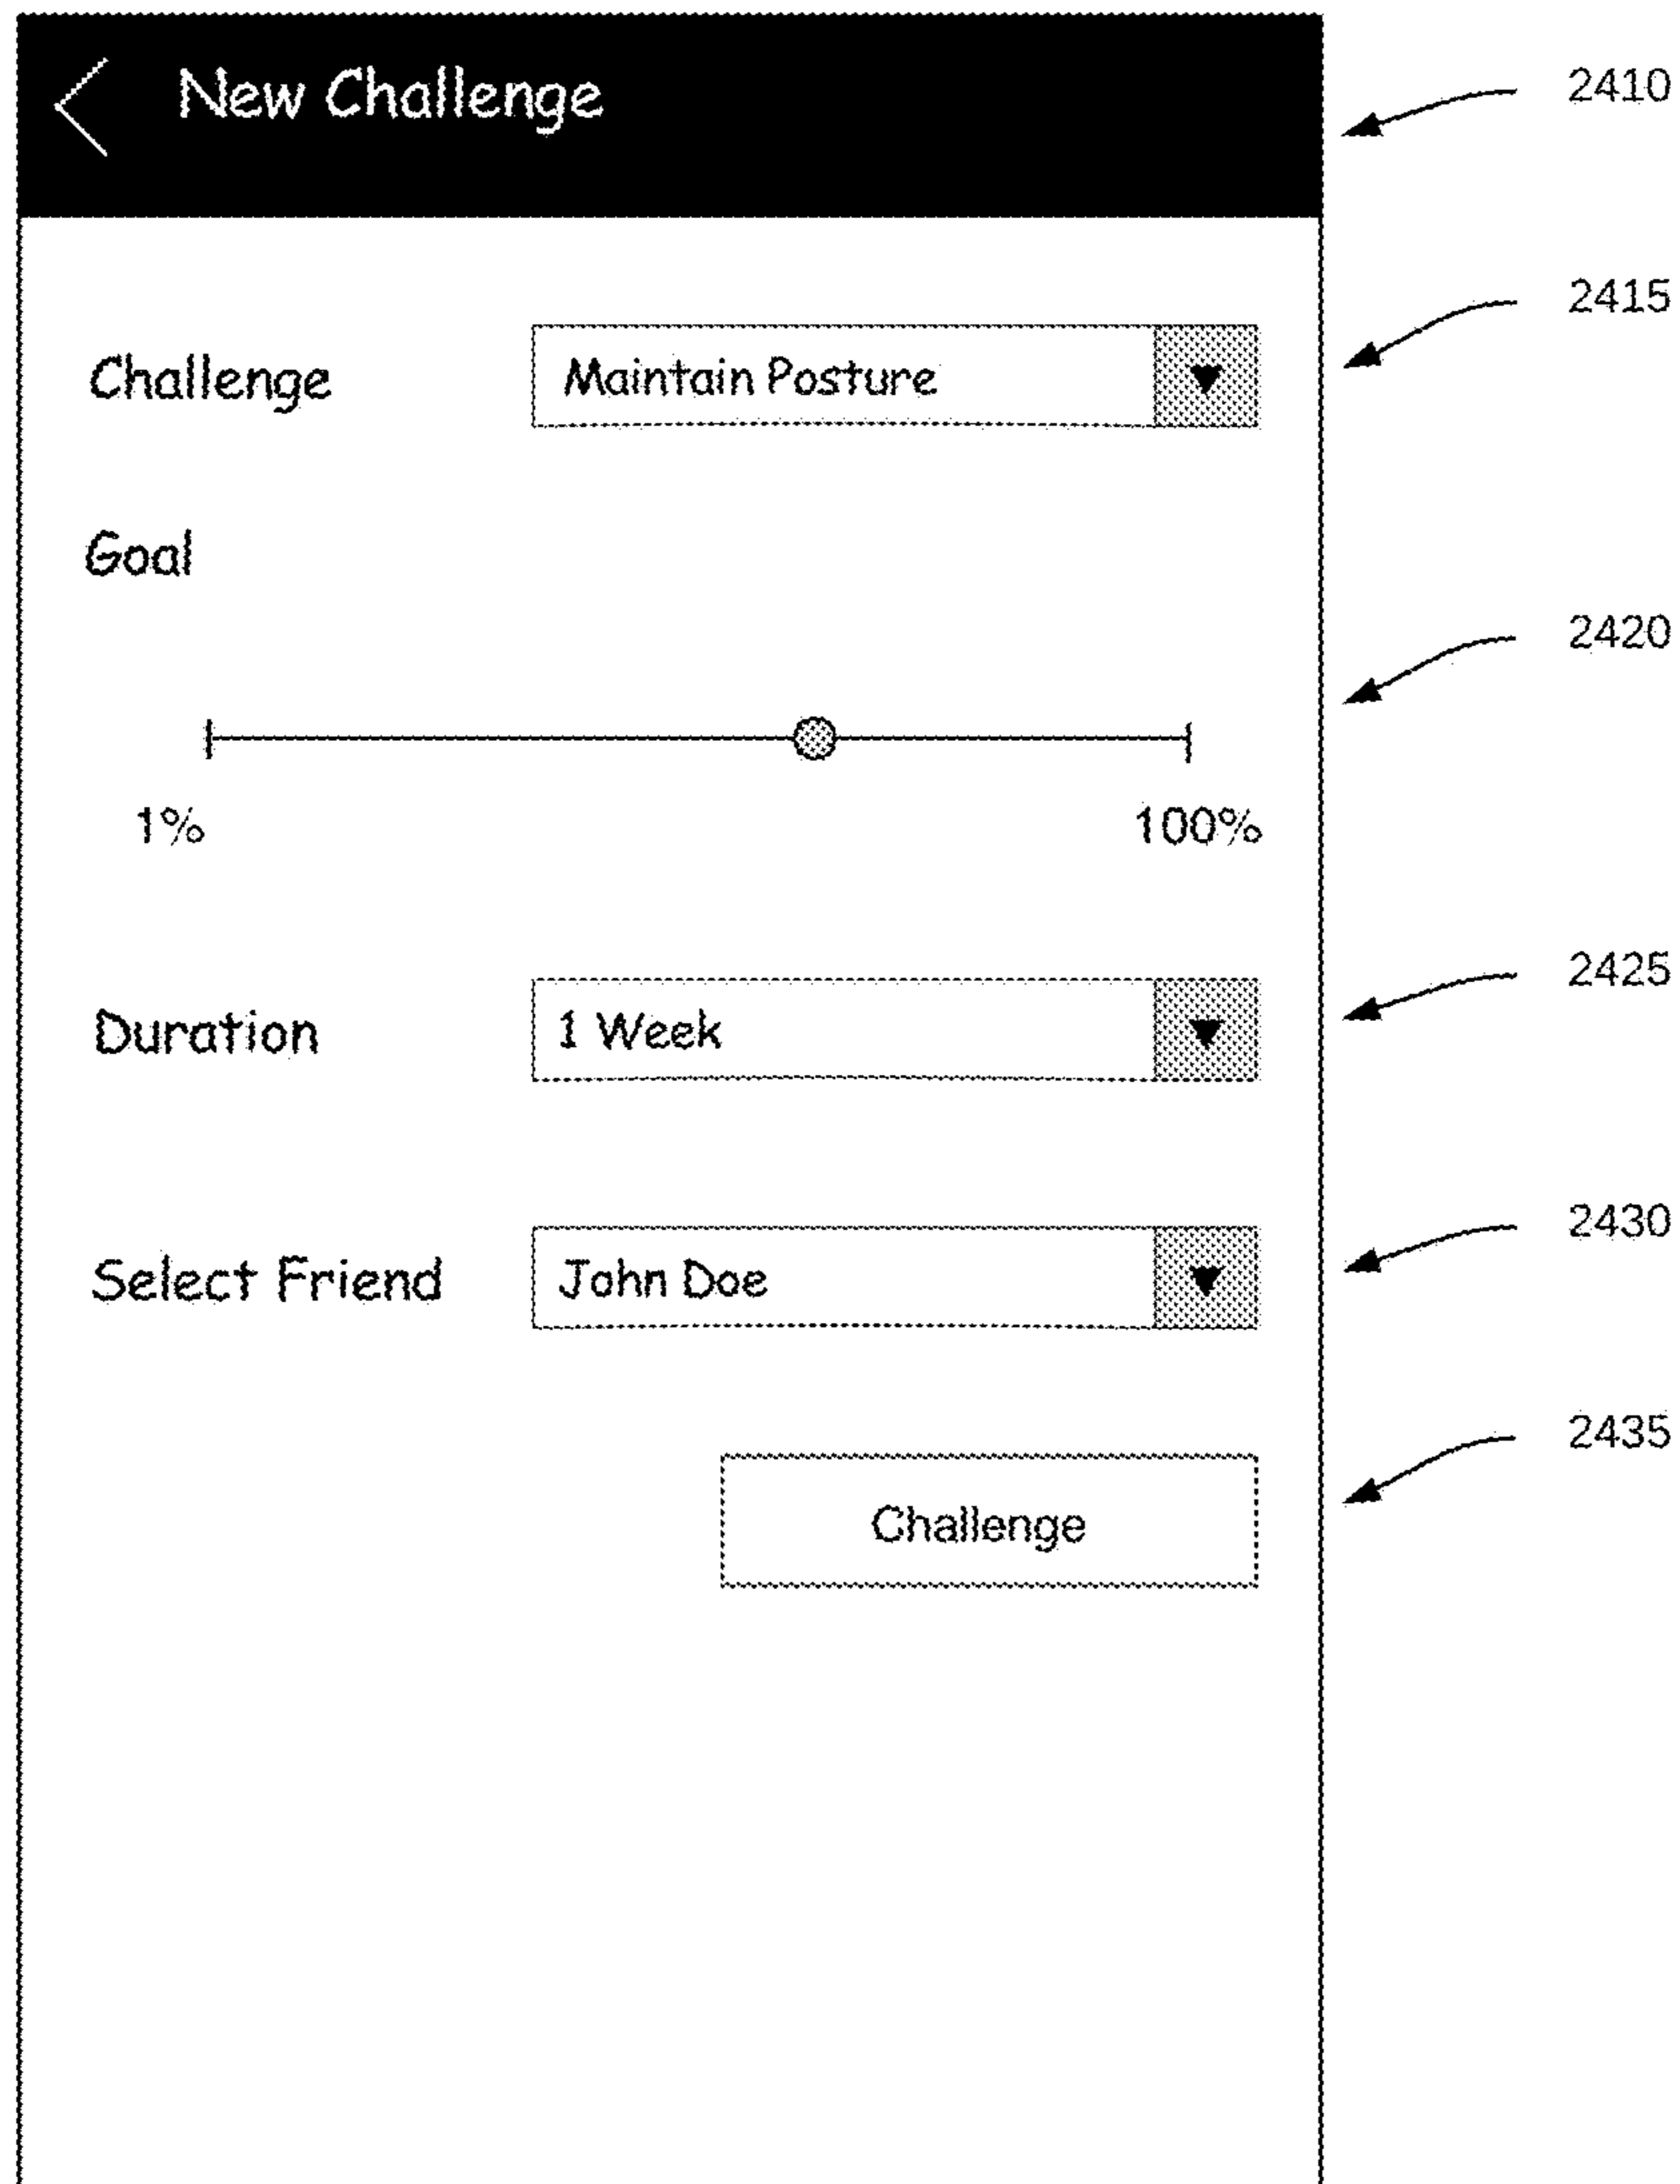 New Challenge 2410
2415
Challenge Maintain Posture
Goal
2420
1% 100%
2425
Duration 1 Week
2430
Select Friend John Doe
2435
Challenge